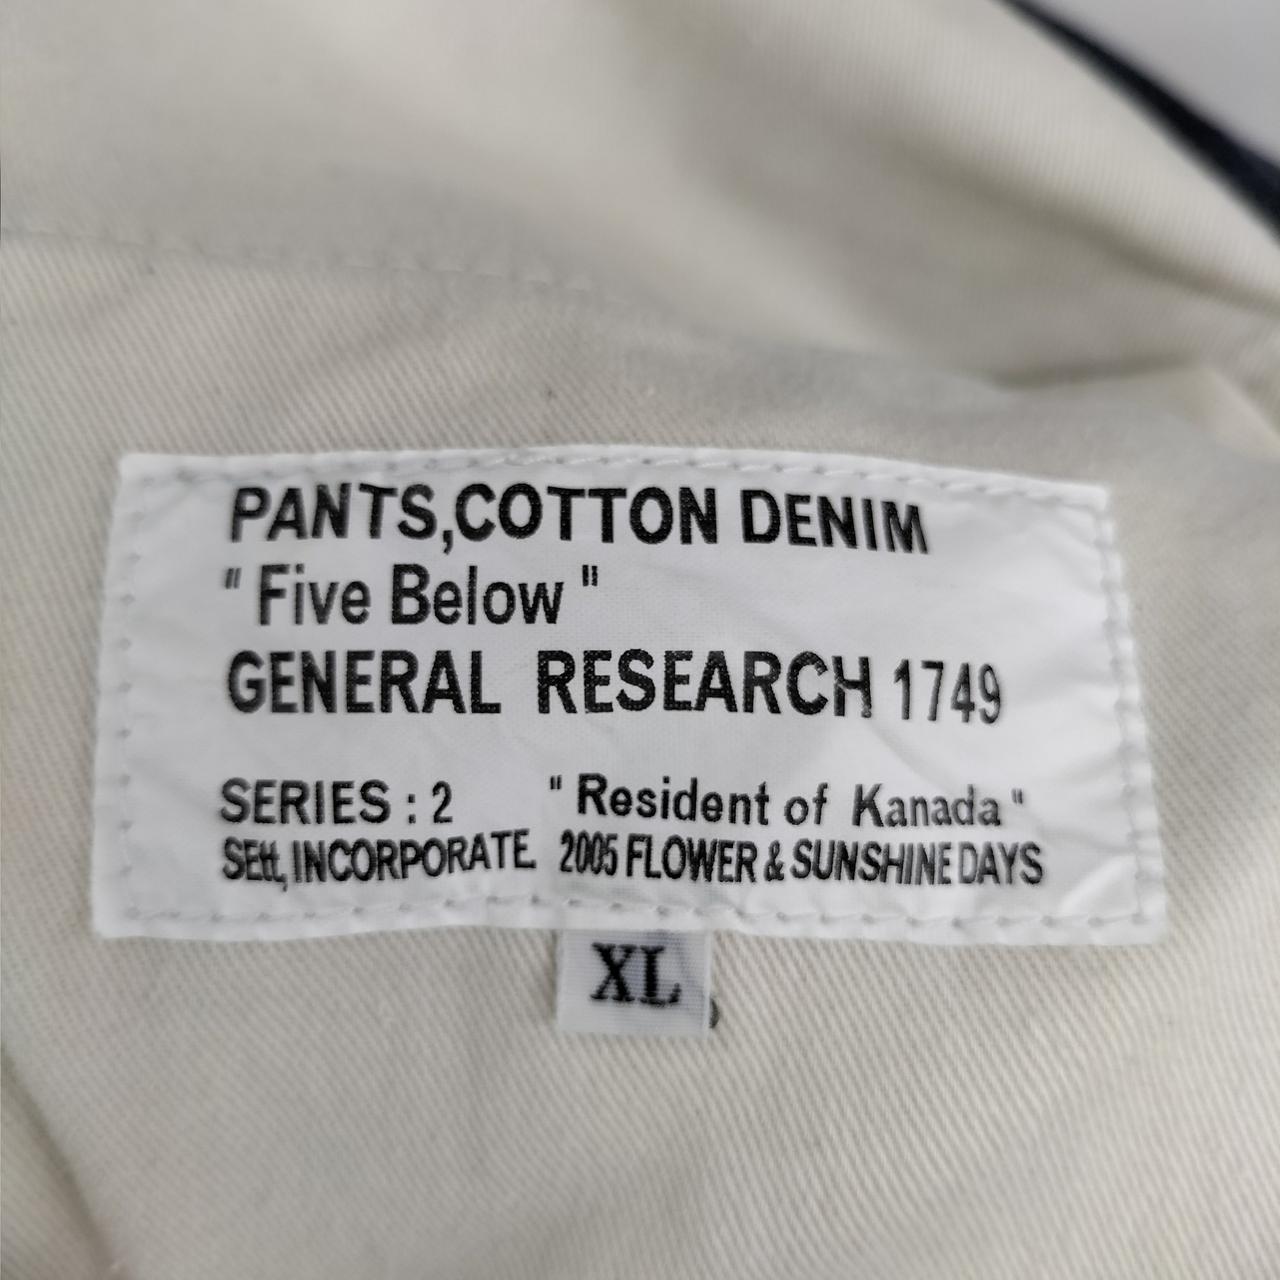 PANTS,COTTON DENIM
" Five Below "
GENERAL RESEARCH 1749
SERIES : 2 " Resident of Kanada "
SEtt, INCORPORATE. 2005 FLOWER & SUNSHINE DAYS
XL